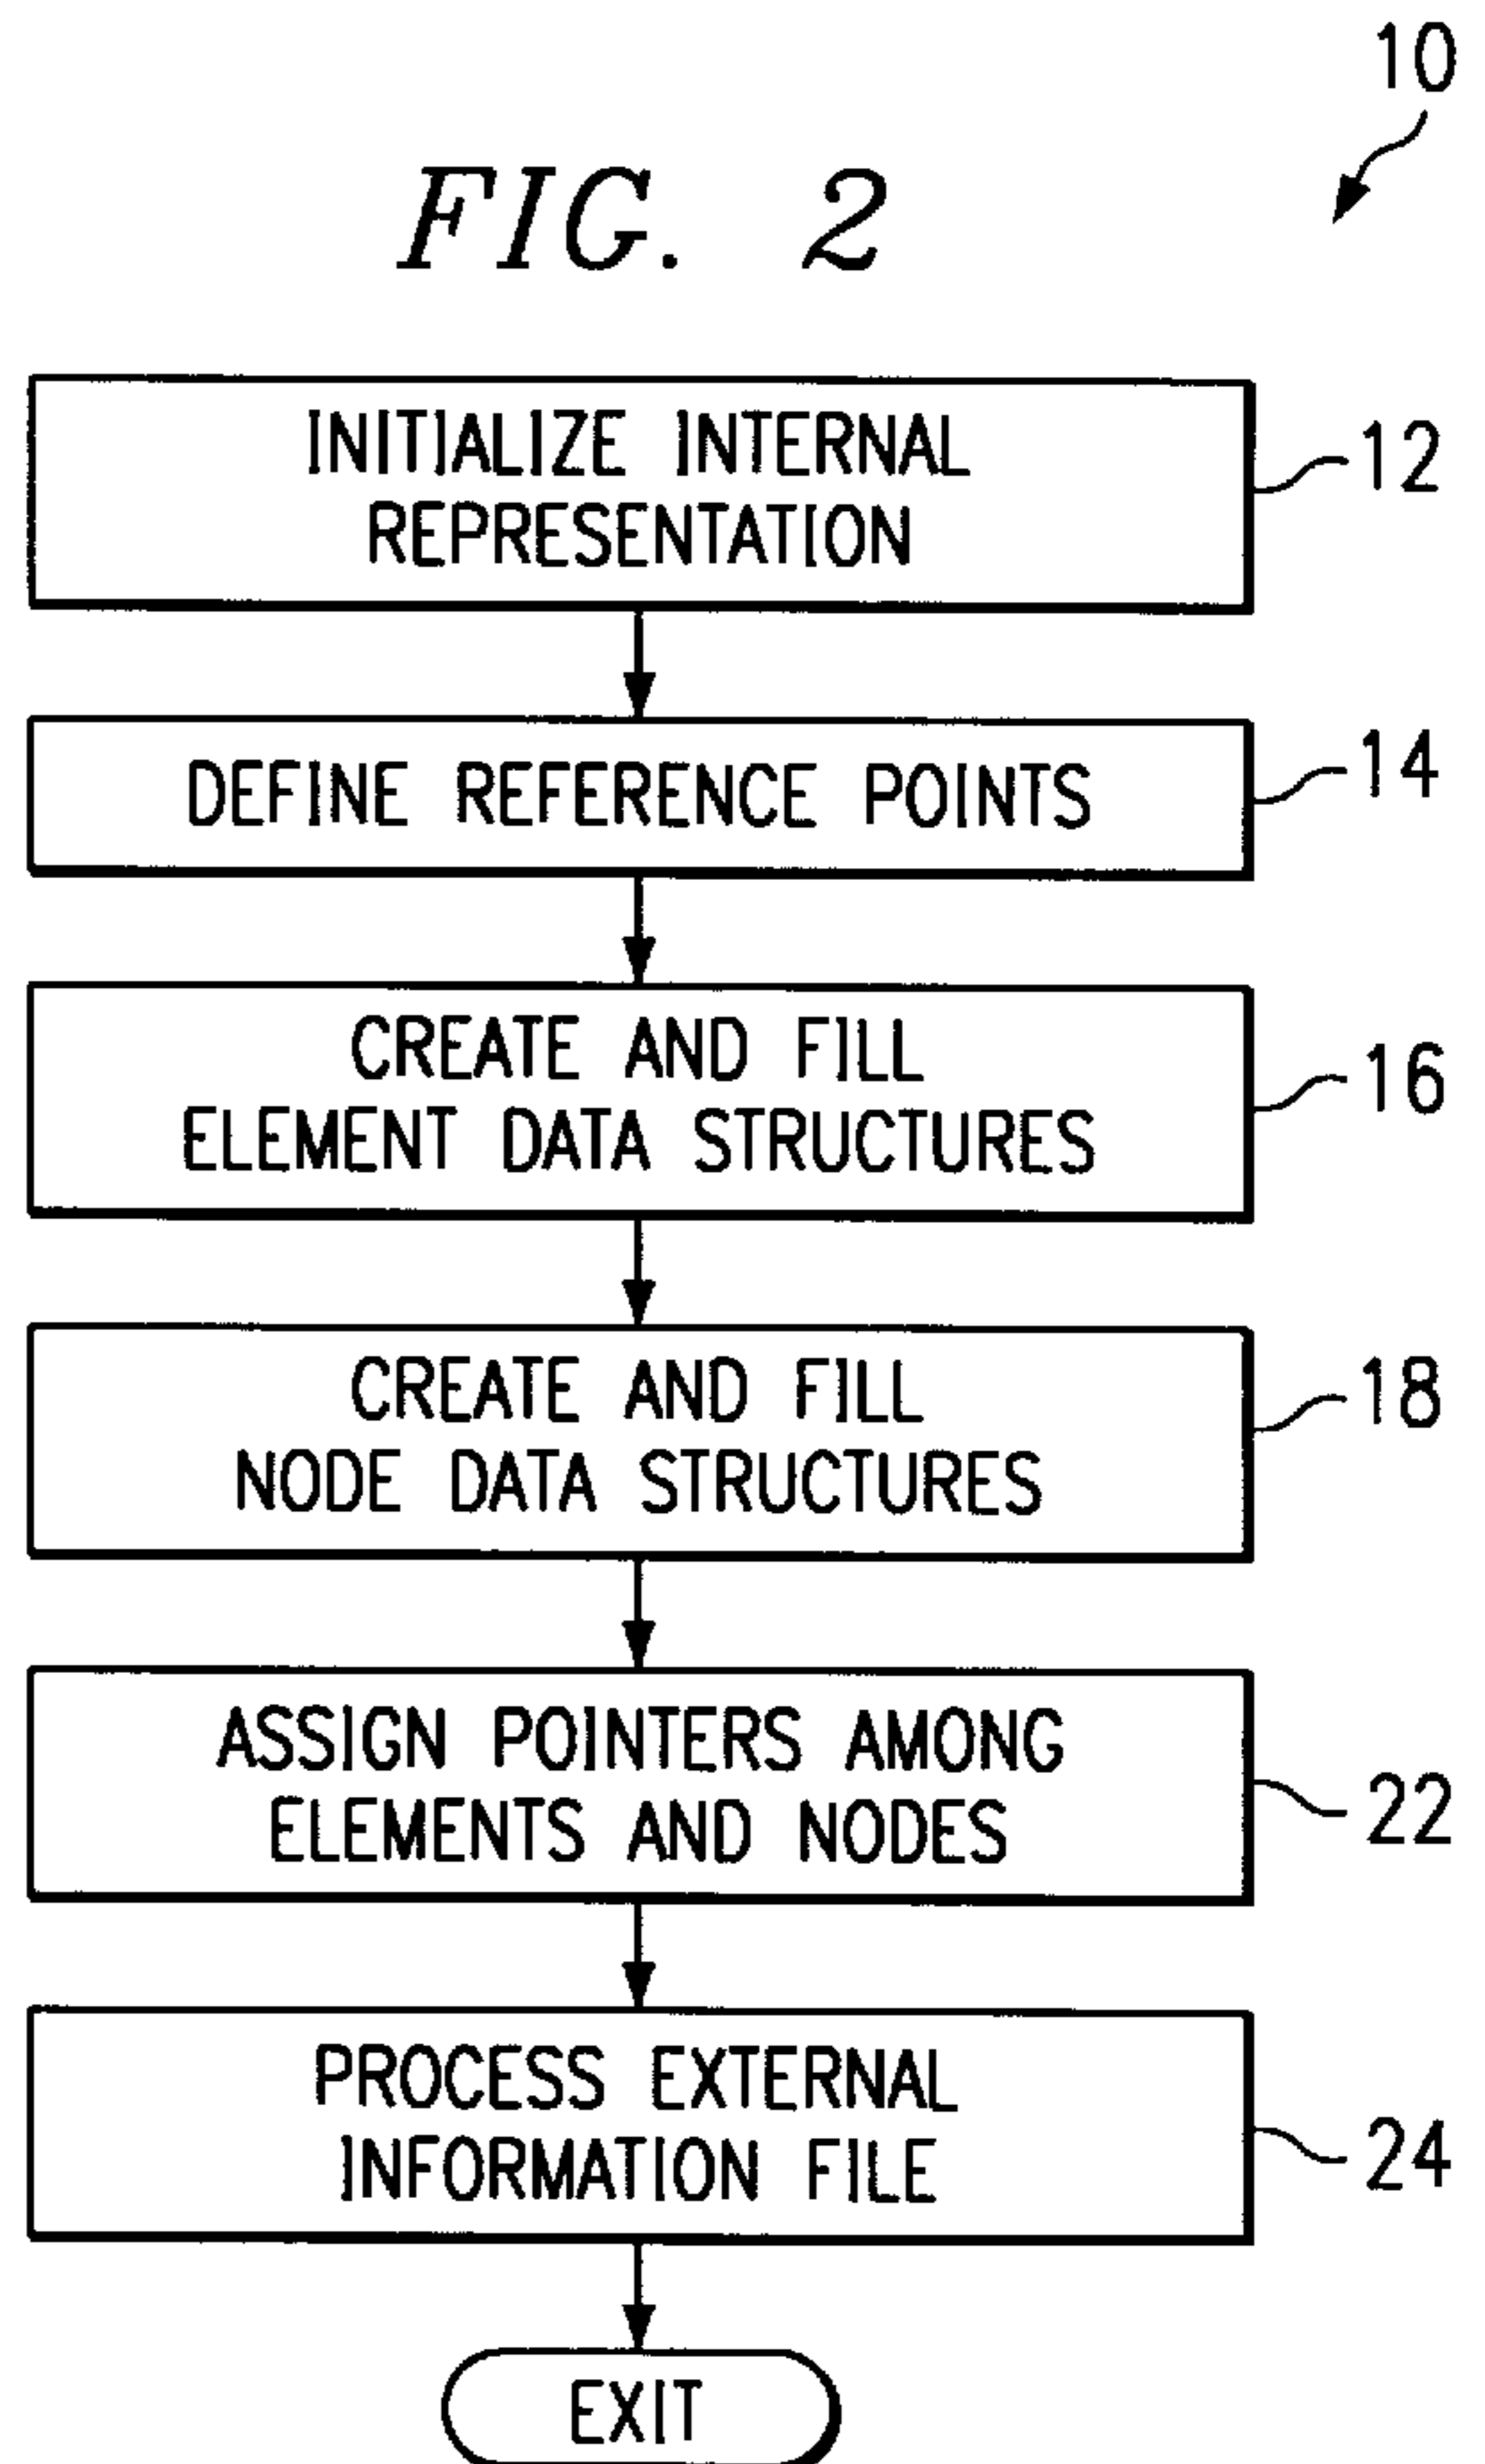 10
FIG. 2
INITIALIZE INTERNAL
REPRESENTATION
12
DEFINE REFERENCE POINTS
14
CREATE AND FILL
ELEMENT DATA STRUCTURES
16
CREATE AND FILL
NODE DATA STRUCTURES
18
ASSIGN POINTERS AMONG
ELEMENTS AND NODES
22
PROCESS EXTERNAL
INFORMATION FILE
24
EXIT